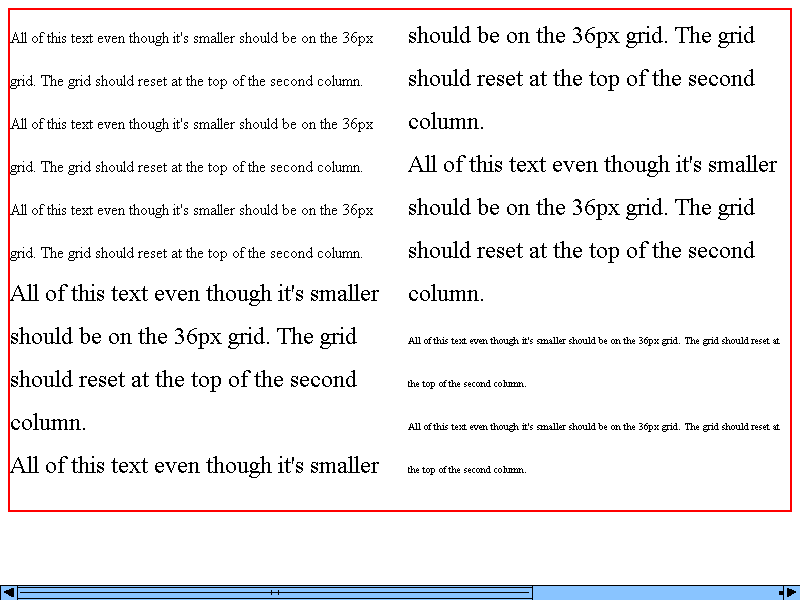 All of this text even though it's smaller should be on the 36px
grid. The grid should reset at the top of the second column.
All of this text even though it's smaller should be on the 36px
grid. The grid should reset at the top of the second column.
All of this text even though it's smaller should be on the 36px
grid. The grid should reset at the top of the second column.
All of this text even though it's smaller
should be on the 36px grid. The grid
should reset at the top of the second
column.
All of this text even though it's smaller
should be on the 36px grid. The grid
should reset at the top of the second
column.
All of this text even though it's smaller
should be on the 36px grid. The grid
should reset at the top of the second
column.
All of this text even though it's smaller should be on the 36px grid. The grid should reset at
the top of the second column.
All of this text even though it's smaller should be on the 36px grid. The grid should reset at
the top of the second column.